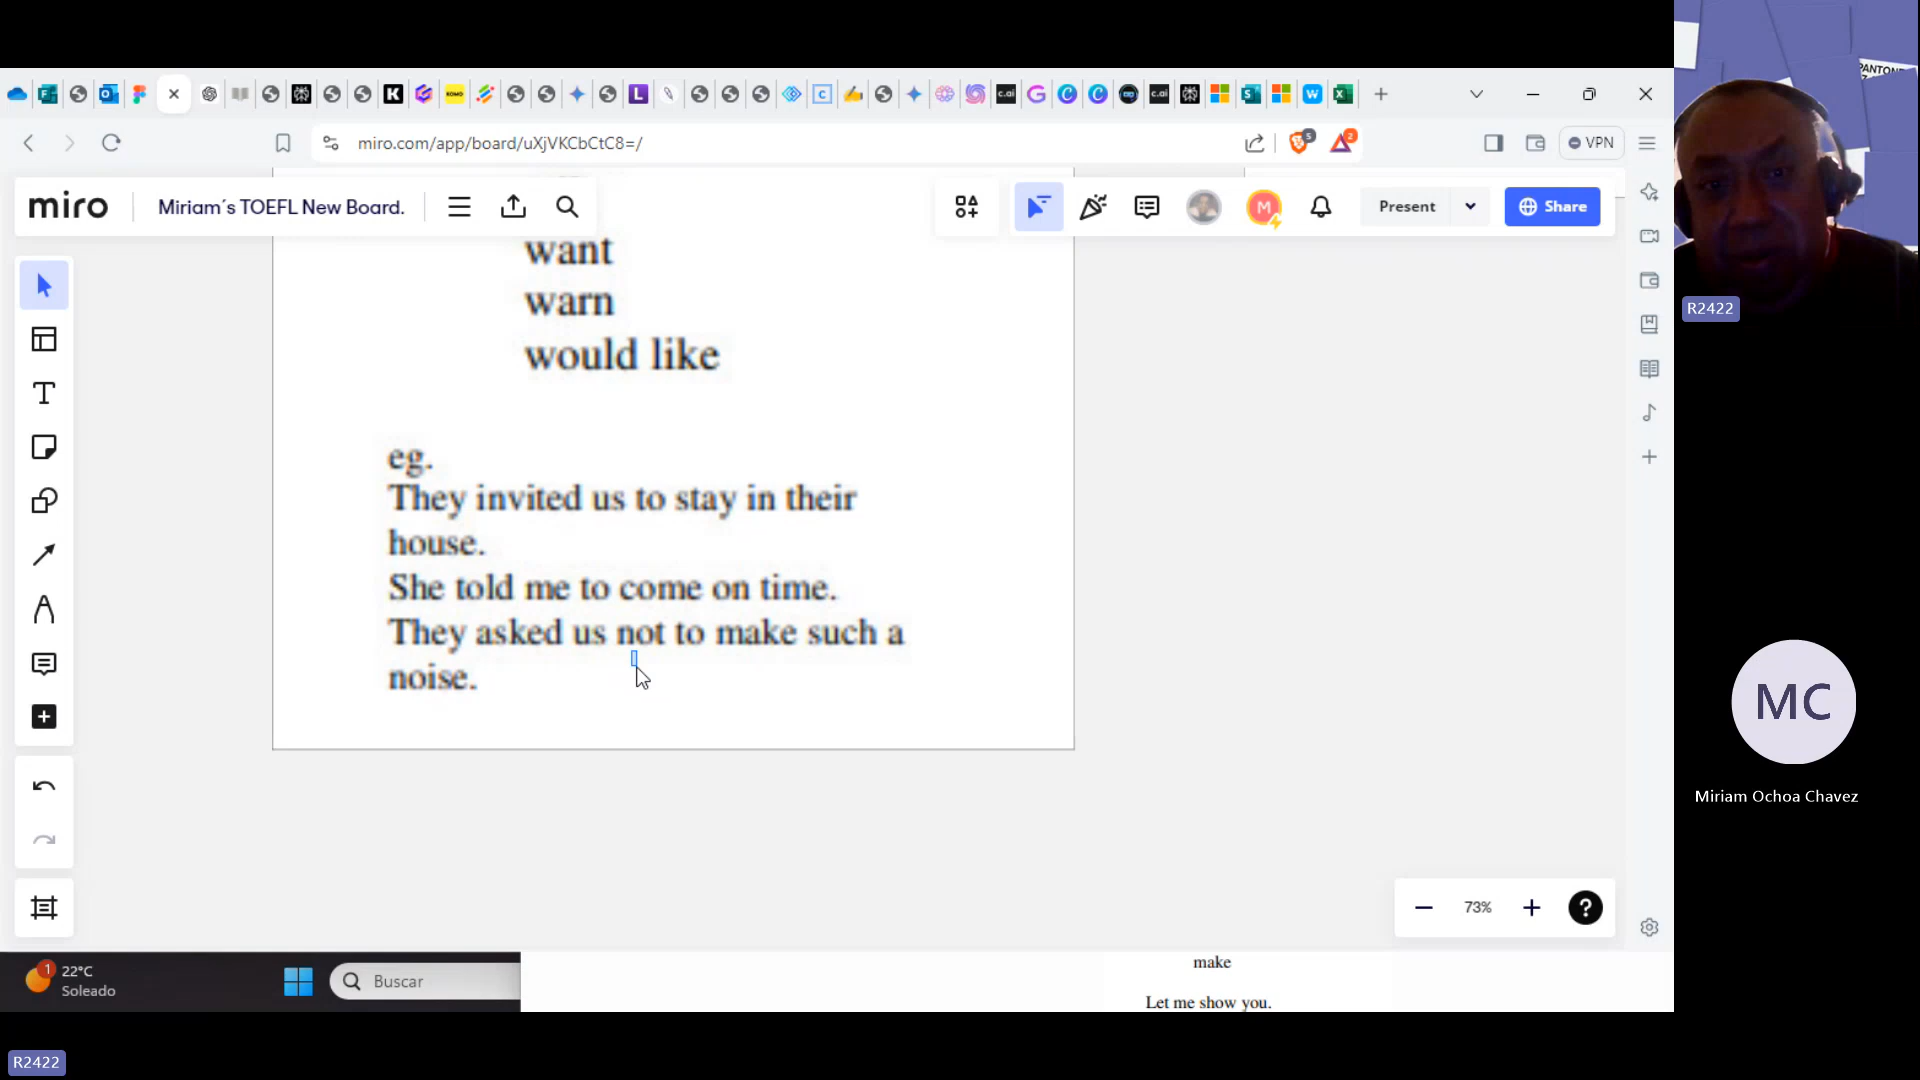 PANTONE
miro.com/app/board/uXjVKCbCtC8=/
VPN
miro
Miriam´s TOEFL New Board.
Present
Share
want
warn
would like
eg.
They invited us to stay in their
house.
She told me to come on time.
They asked us not to make such a
noise.
R2422
MC
Miriam Ochoa Chavez
73%
22°C
Soleado
Buscar
make
Let me show you.
R2422